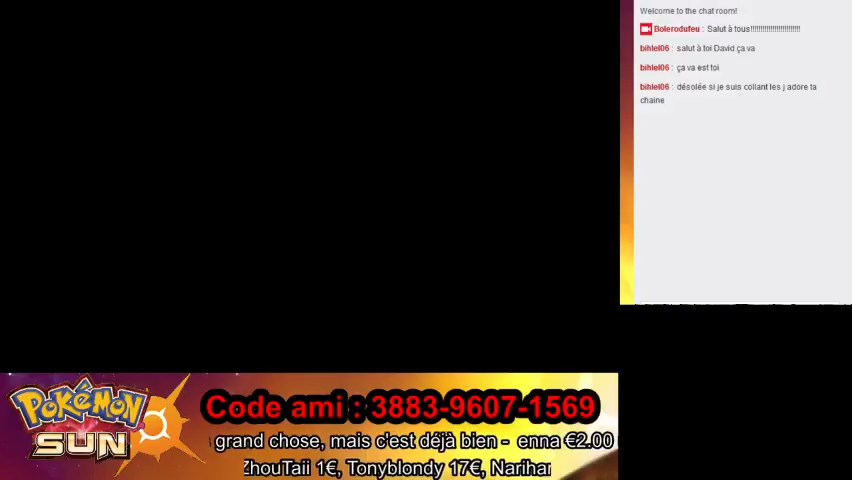 Welcome to the chat room!
Bolerodufeu : Salut à tous!!!!!!!!!!!!!!!!!!!!!!!!
bihlel06 : salut à toi David ça va
bihlel06 : ça va est toi
bihlel06 : désolée si je suis collant les j adore ta
chaine
POKéMON
SUN
Code ami : 3883-9607-1569
grand chose, mais c'est déjà bien - enna €2.00
ZhouTaii 1€, Tonyblondy 17€, Narihar